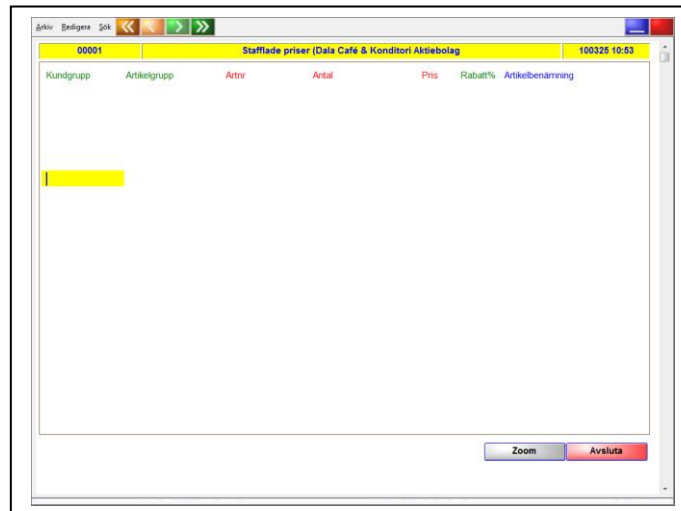 Arkiv Redigera Sök
00001 Stafflade priser (Dala Café & Konditori Aktiebolag 100325 10:53
Kundgrupp Artikelgrupp Artnr Antal Pris Rabatt% Artikelbenämning
Zoom Avsluta